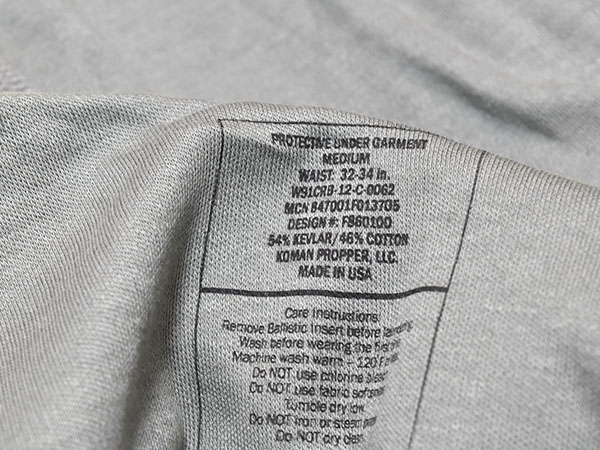 PROTECTIVE UNDER GARMENT
MEDIUM
WAIST: 32-34 in.
W91CRB-12-C-0062
MCN 847001F013705
DESIGN #: F860100
54% KEVLAR/46% COTTON
KOMAN PROPPER, LLC.
MADE IN USA
Care Instructions:
Remove Ballistic Insert before
Wash before wearing the
Machine wash warm – 120°F
Do NOT use chlorine
Do NOT use fabric
Tumble dry low
Do NOT iron or steam
Do NOT dry clean